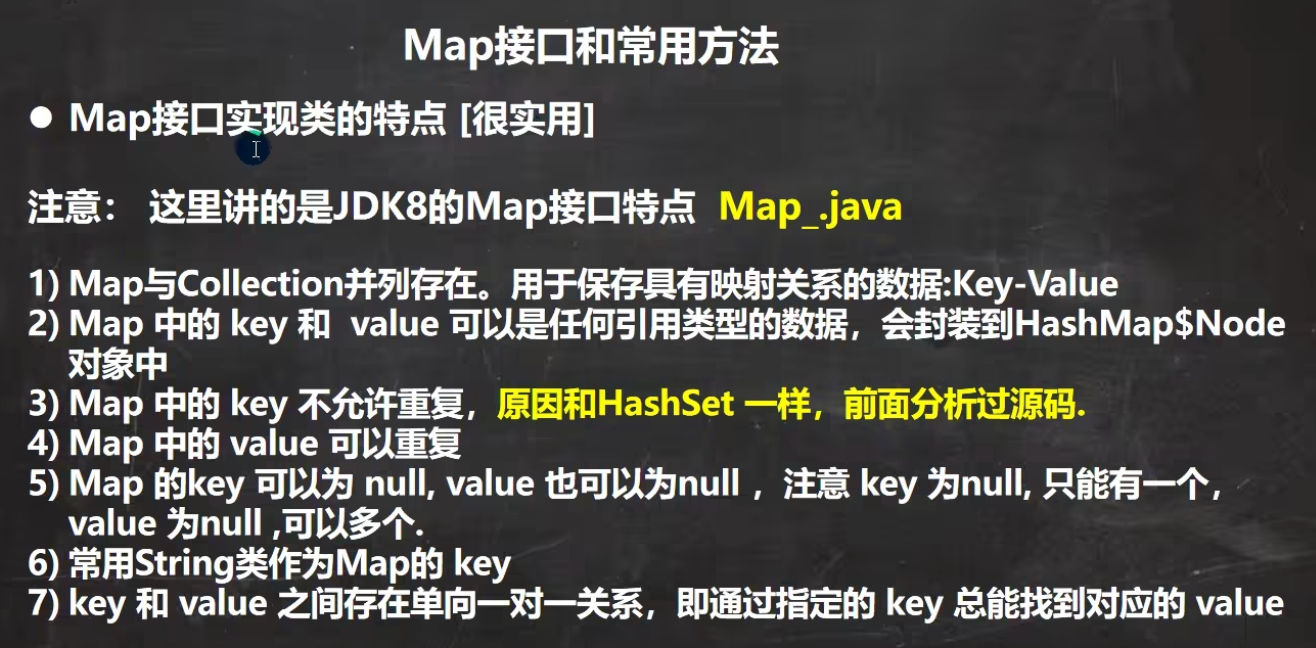 Map接口和常用方法
● Map接口实现类的特点 [很实用]
注意： 这里讲的是JDK8的Map接口特点 Map_.java
1) Map与Collection并列存在。用于保存具有映射关系的数据:Key-Value
2) Map 中的 key 和 value 可以是任何引用类型的数据，会封装到HashMap$Node
对象中
3) Map 中的 key 不允许重复，原因和HashSet 一样，前面分析过源码.
4) Map 中的 value 可以重复
5) Map 的key 可以为 null, value 也可以为null ，注意 key 为null, 只能有一个，
value 为null ,可以多个.
6) 常用String类作为Map的 key
7) key 和 value 之间存在单向一对一关系，即通过指定的 key 总能找到对应的 value